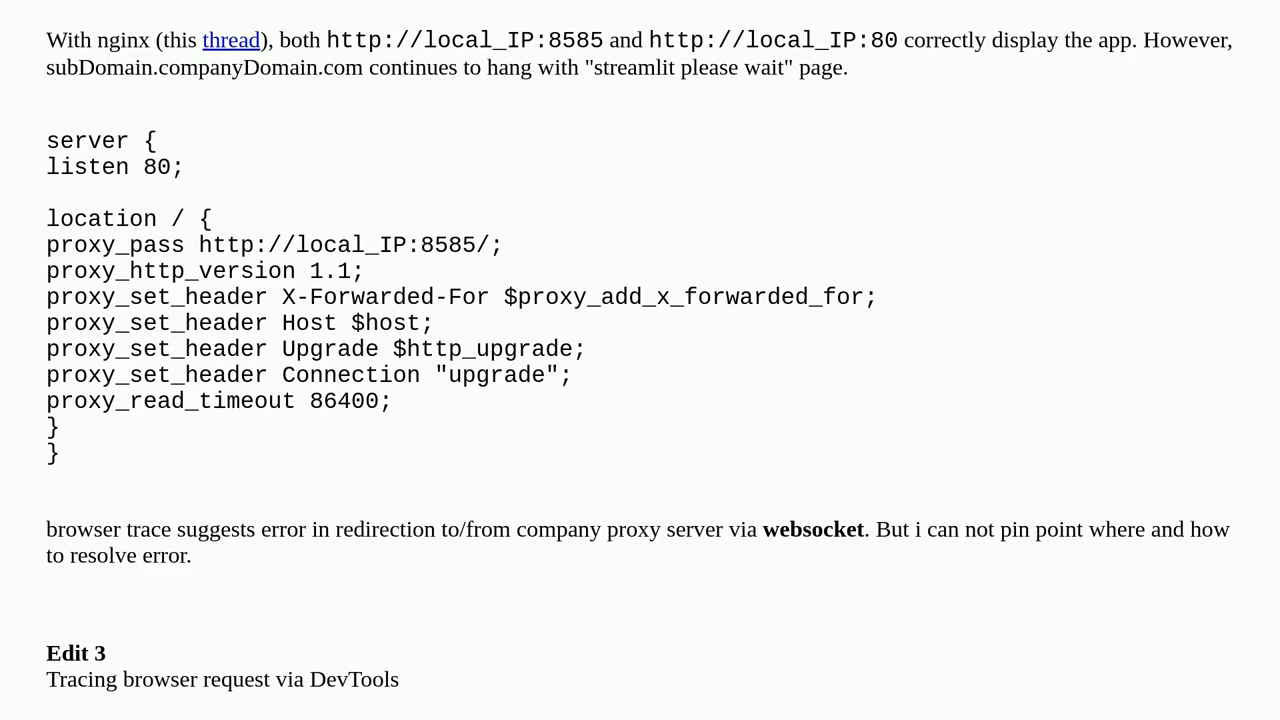 With nginx (this thread), both http://local_IP:8585 and http://local_IP:80 correctly display the app. However,
subDomain.companyDomain.com continues to hang with "streamlit please wait" page.
server {
listen 80;
location / {
proxy_pass http://local_IP:8585/;
proxy_http_version 1.1;
proxy_set_header X-Forwarded-For $proxy_add_x_forwarded_for;
proxy_set_header Host $host;
proxy_set_header Upgrade $http_upgrade;
proxy_set_header Connection "upgrade";
proxy_read_timeout 86400;
}
}
browser trace suggests error in redirection to/from company proxy server via websocket. But i can not pin point where and how
to resolve error.
Edit 3
Tracing browser request via DevTools